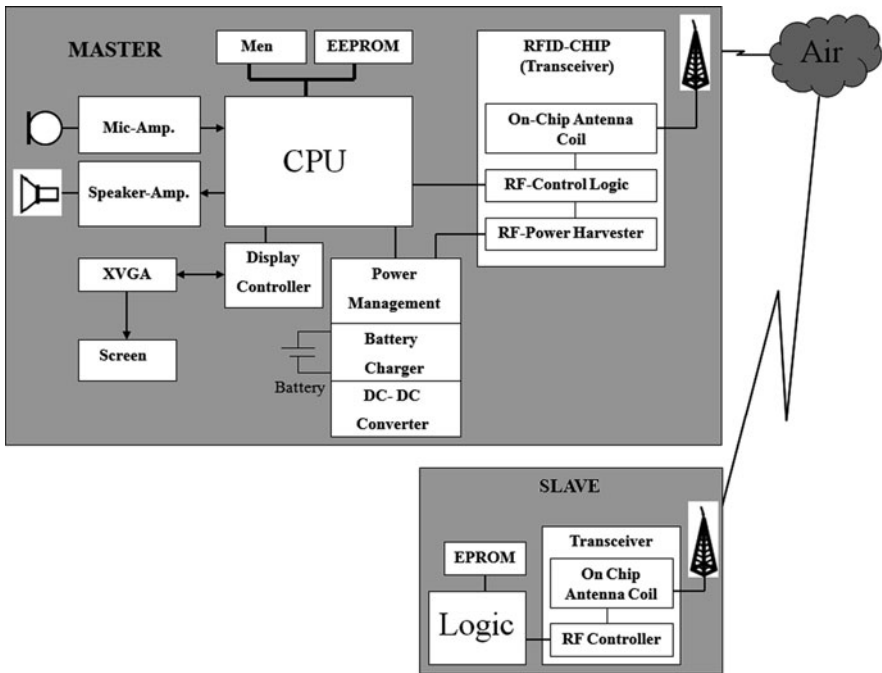 MASTER
Men
EEPROM
RFID-CHIP
(Transceiver)
Air
Mic-Amp.
CPU
On-Chip Antenna
Coil
Speaker-Amp.
RF-Control Logic
RF-Power Harvester
XVGA
Display
Controller
Power
Management
Screen
Battery
Charger
Battery
DC- DC
Converter
SLAVE
Transceiver
EPROM
On Chip
Antenna Coil
Logic
RF Controller